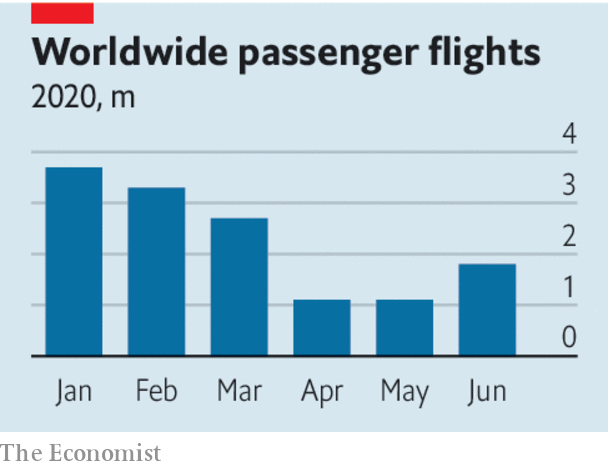 Worldwide passenger flights
2020, m
4
3
2
1
0
Jan Feb Mar Apr May Jun
The Economist